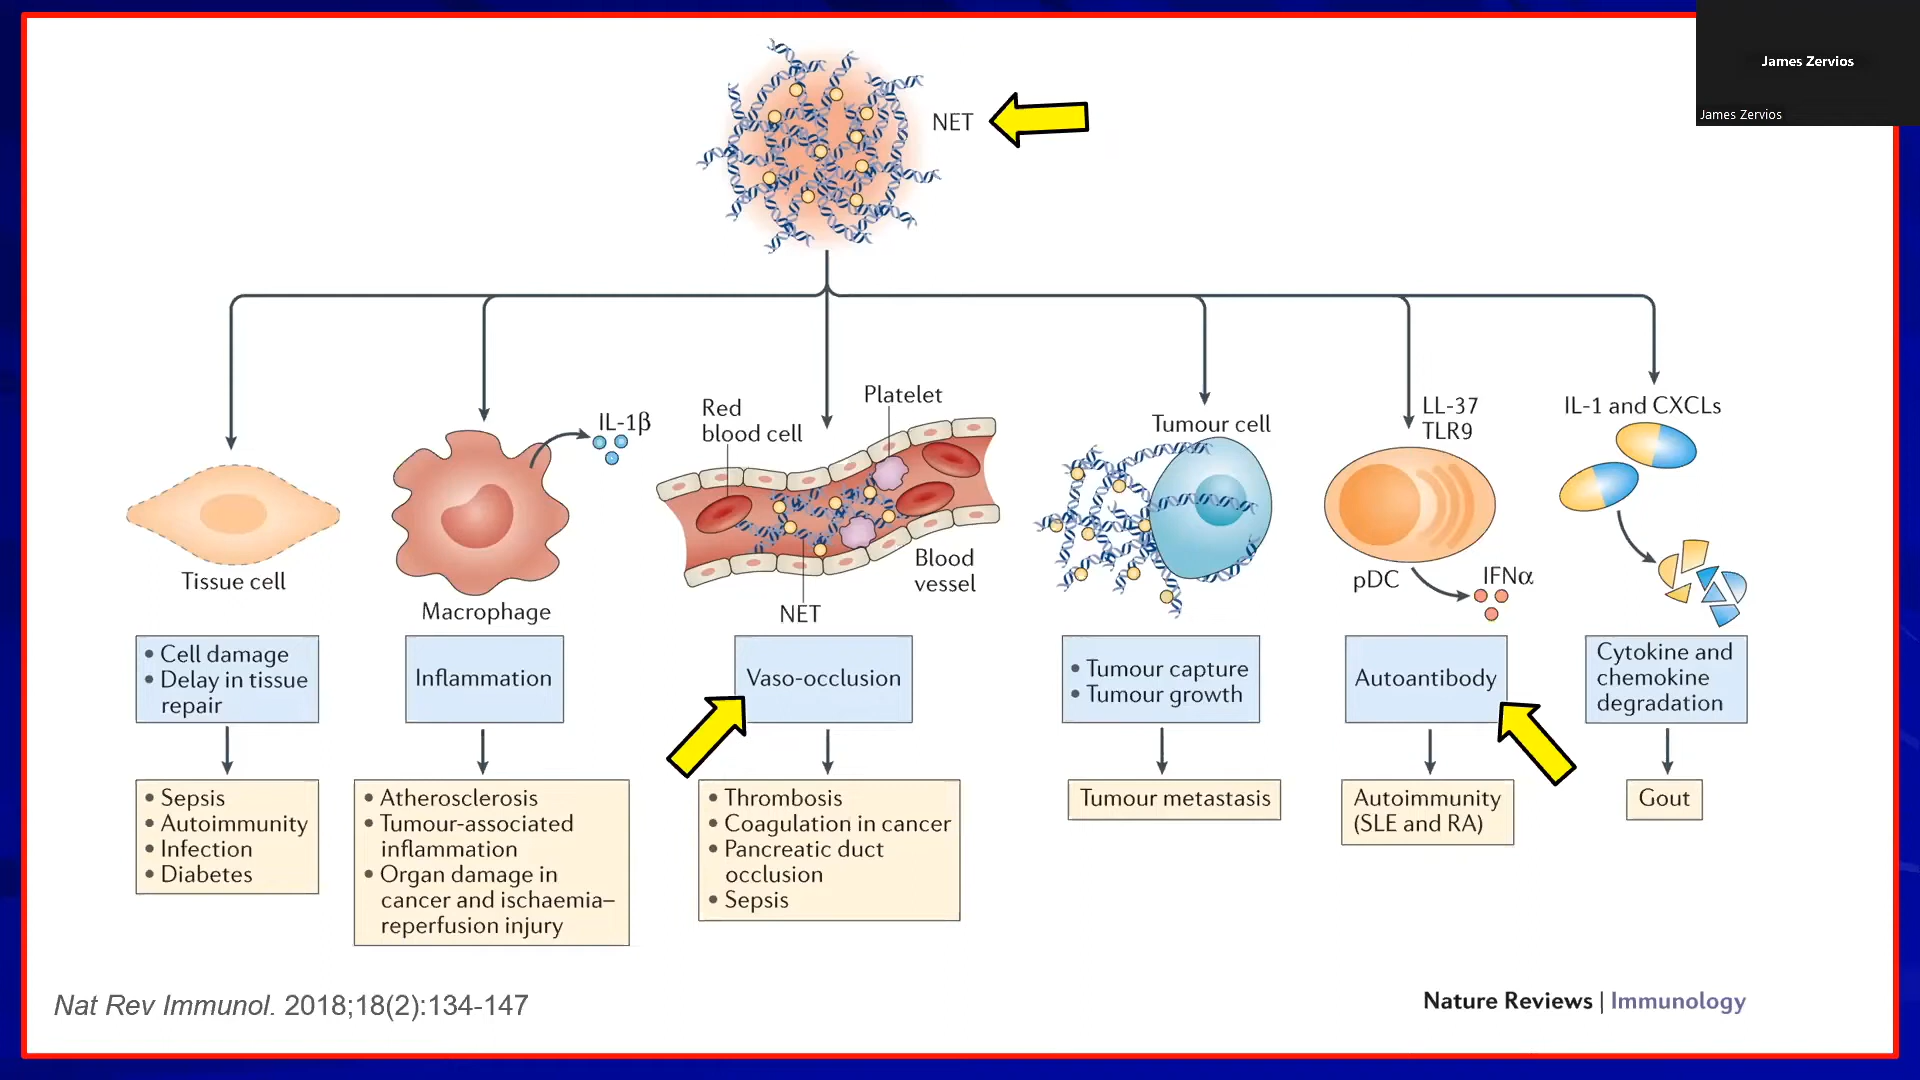 James Zervios
James Zervios
NET
Red
blood cell
Platelet
IL-1β
Tumour cell
LL-37
TLR9
IL-1 and CXCLs
Tissue cell
Macrophage
NET
Blood
vessel
pDC
IFNα
• Cell damage
• Delay in tissue
repair
Inflammation
Vaso-occlusion
• Tumour capture
• Tumour growth
Autoantibody
Cytokine and
chemokine
degradation
• Sepsis
• Autoimmunity
• Infection
• Diabetes
• Atherosclerosis
• Tumour-associated
inflammation
• Organ damage in
cancer and ischaemia–
reperfusion injury
• Thrombosis
• Coagulation in cancer
• Pancreatic duct
occlusion
• Sepsis
Tumour metastasis
Autoimmunity
(SLE and RA)
Gout
Nat Rev Immunol. 2018;18(2):134-147
Nature Reviews | Immunology